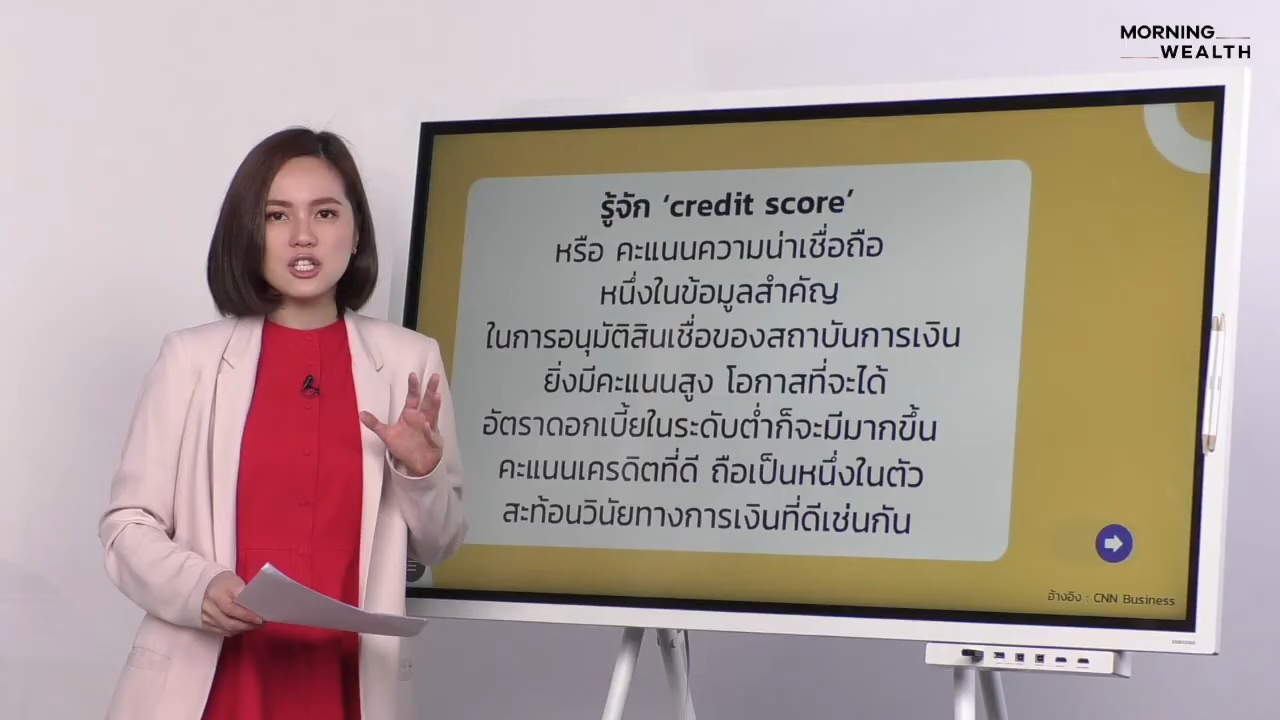 MORNING
WEALTH
รู้จัก ‘credit score’
หรือ คะแนนความน่าเชื่อถือ
หนึ่งในข้อมูลสำคัญ
ในการอนุมัติสินเชื่อของสถาบันการเงิน
ยิ่งมีคะแนนสูง โอกาสที่จะได้
อัตราดอกเบี้ยในระดับต่ำก็จะมีมากขึ้น
คะแนนเครดิตที่ดี ถือเป็นหนึ่งในตัว
สะท้อนวินัยทางการเงินที่ดีเช่นกัน
อ้างอิง : CNN Business
SAMSUNG